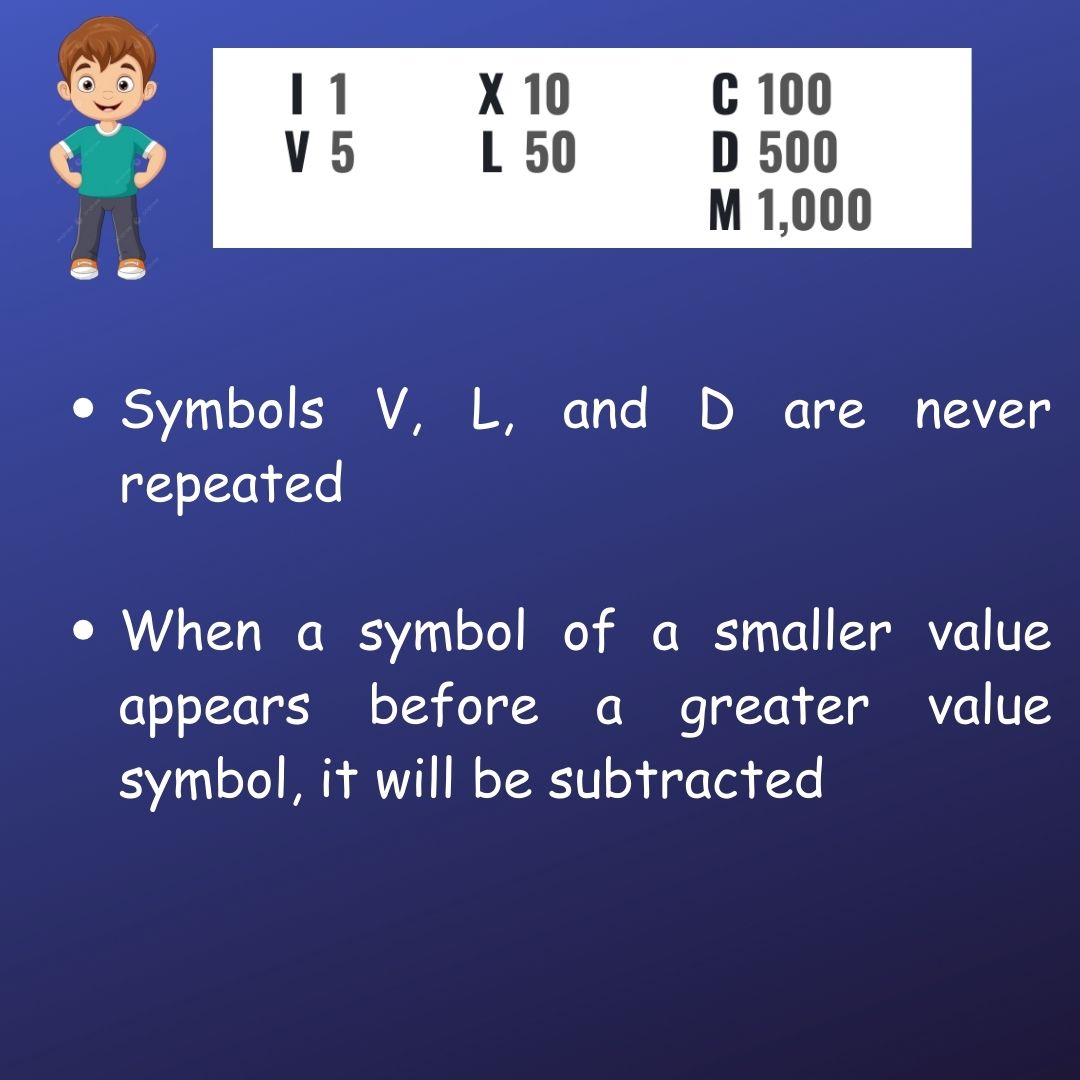 I 1 X 10 C 100
V 5 L 50 D 500
M 1,000
• Symbols V, L, and D are never
repeated
• When a symbol of a smaller value
appears before a greater value
symbol, it will be subtracted